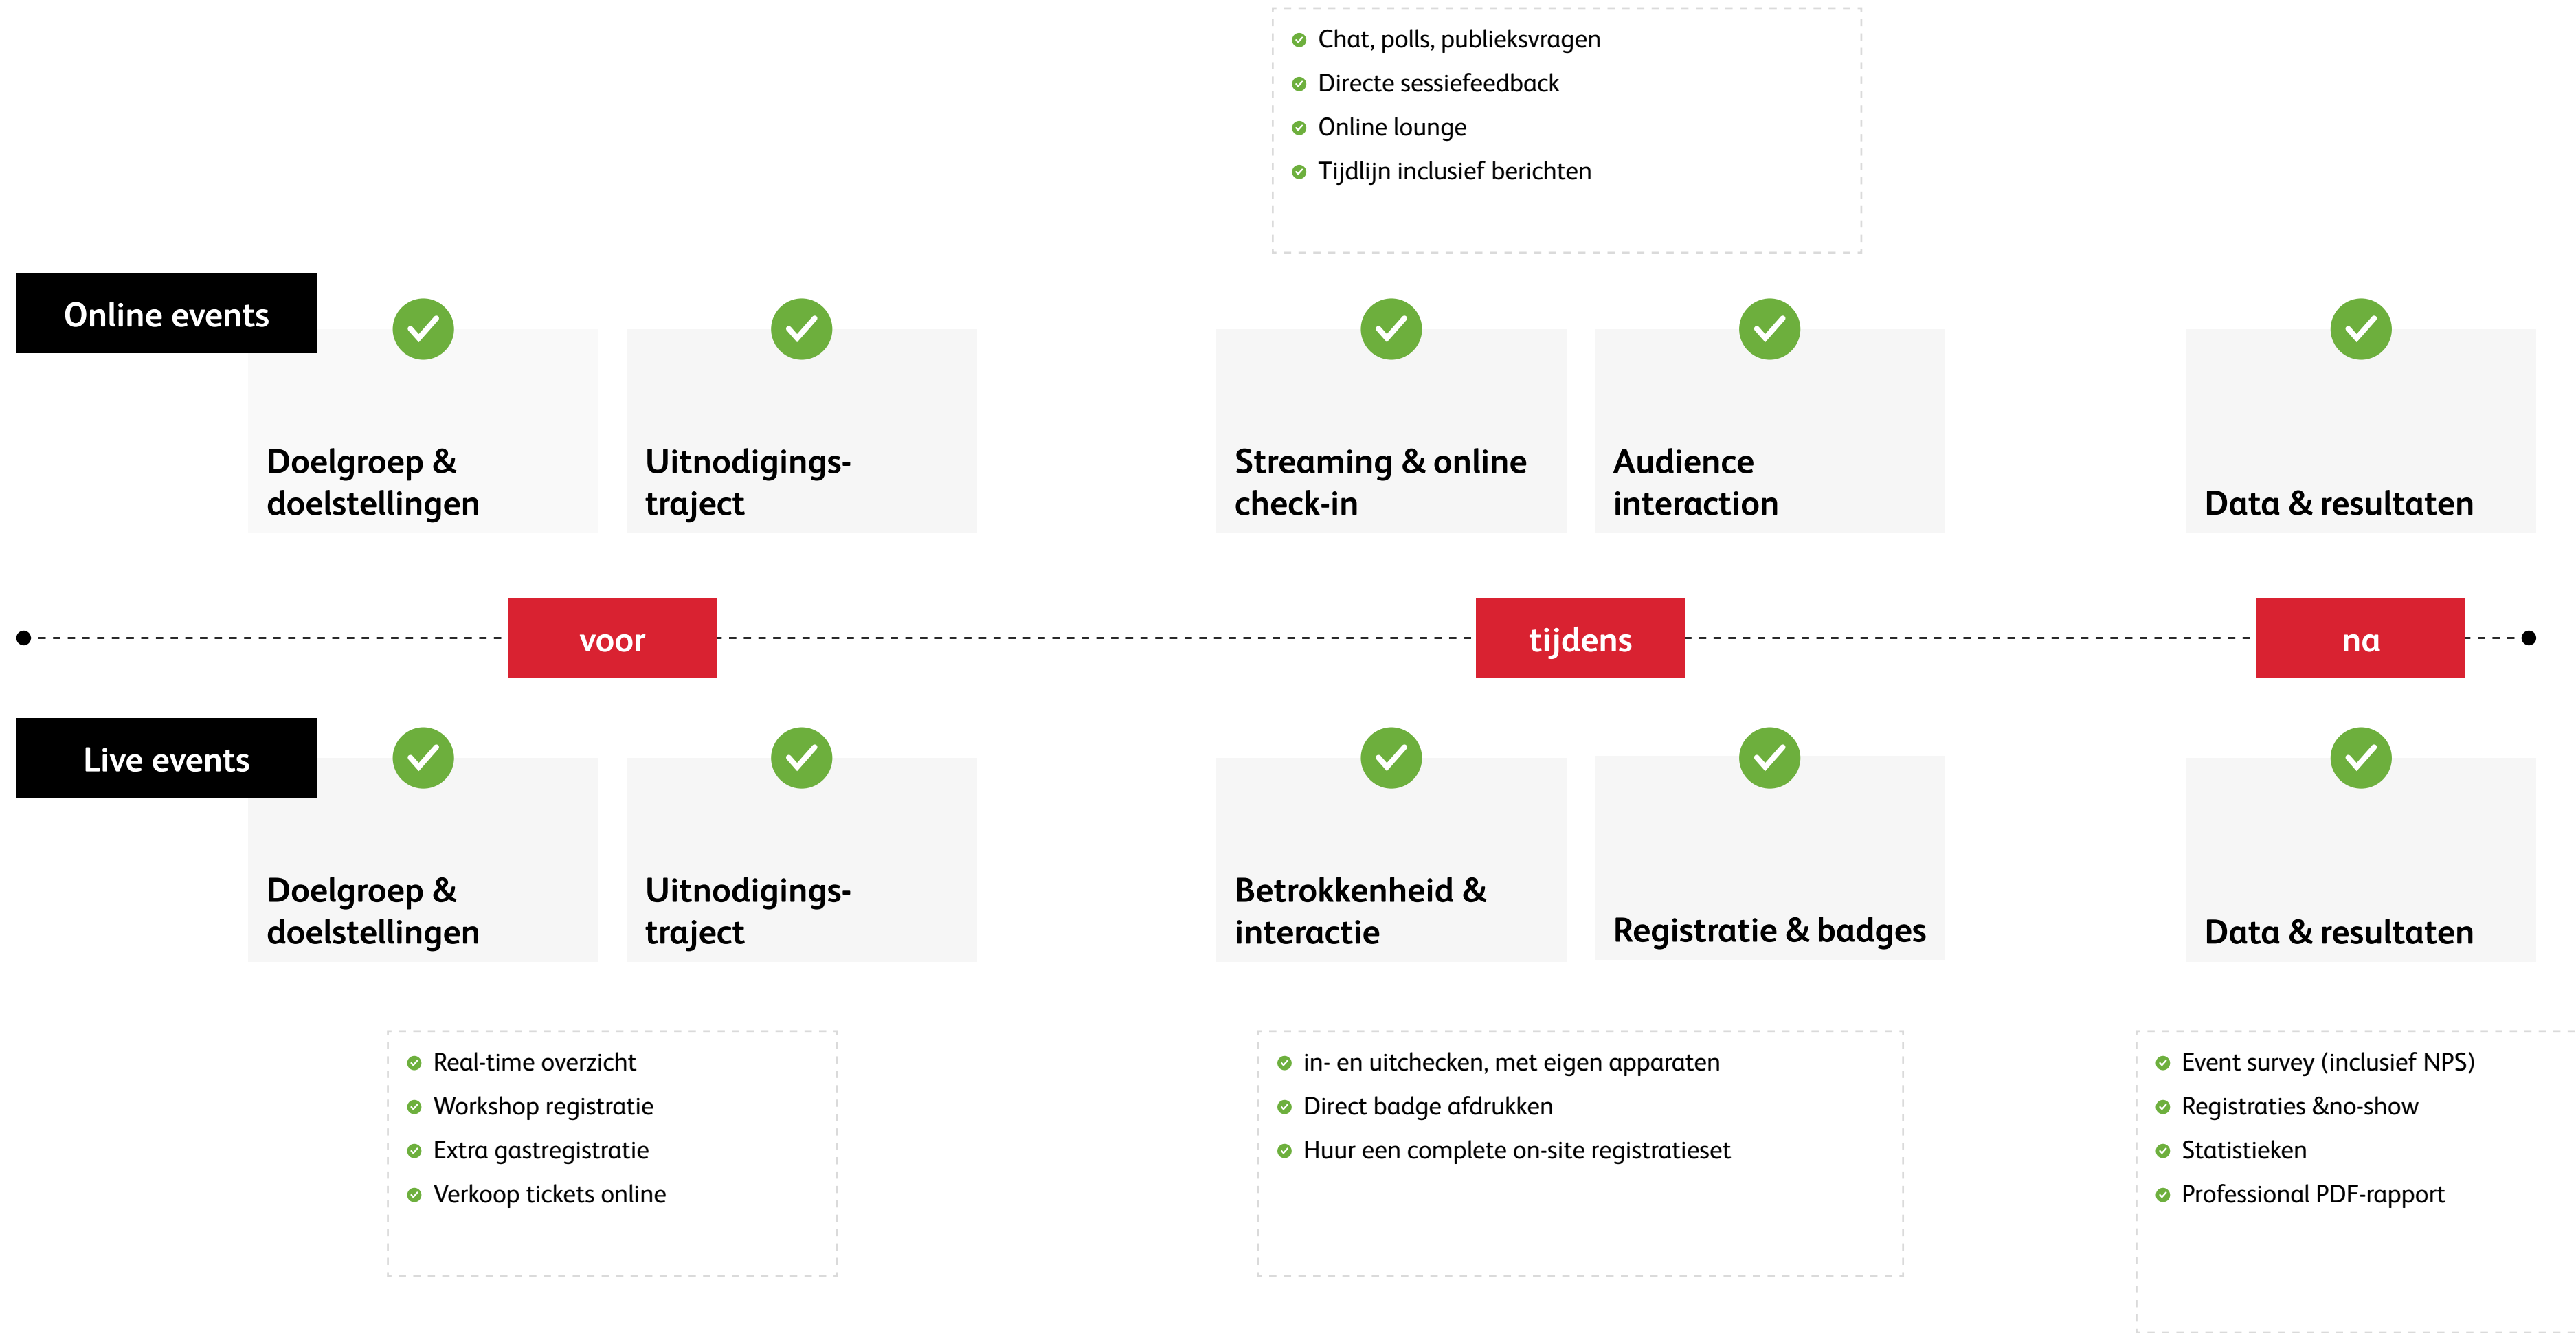 Chat, polls, publieksvragen
Directe sessiefeedback
Online lounge
Tijdlijn inclusief berichten
Online events
Doelgroep &
doelstellingen
Uitnodigings-
traject
Streaming & online
check-in
Audience
interaction
Data & resultaten
voor
tijdens
na
Live events
Doelgroep &
doelstellingen
Uitnodigings-
traject
Betrokkenheid &
interactie
Registratie & badges
Data & resultaten
Real-time overzicht
Workshop registratie
Extra gastregistratie
Verkoop tickets online
in- en uitchecken, met eigen apparaten
Direct badge afdrukken
Huur een complete on-site registratieset
Event survey (inclusief NPS)
Registraties &no-show
Statistieken
Professional PDF-rapport